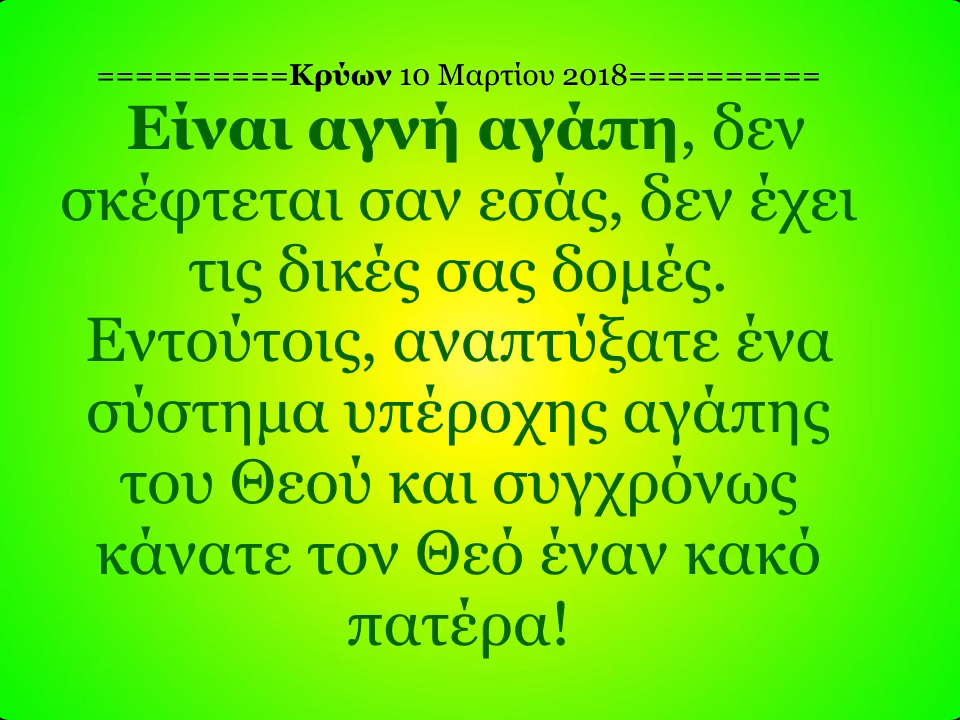 ==========Κρύων 10 Μαρτίου 2018==========
Είναι αγνή αγάπη, δεν
σκέφτεται σαν εσάς, δεν έχει
τις δικές σας δομές.
Εντούτοις, αναπτύξατε ένα
σύστημα υπέροχης αγάπης
του Θεού και συγχρόνως
κάνατε τον Θεό έναν κακό
πατέρα!